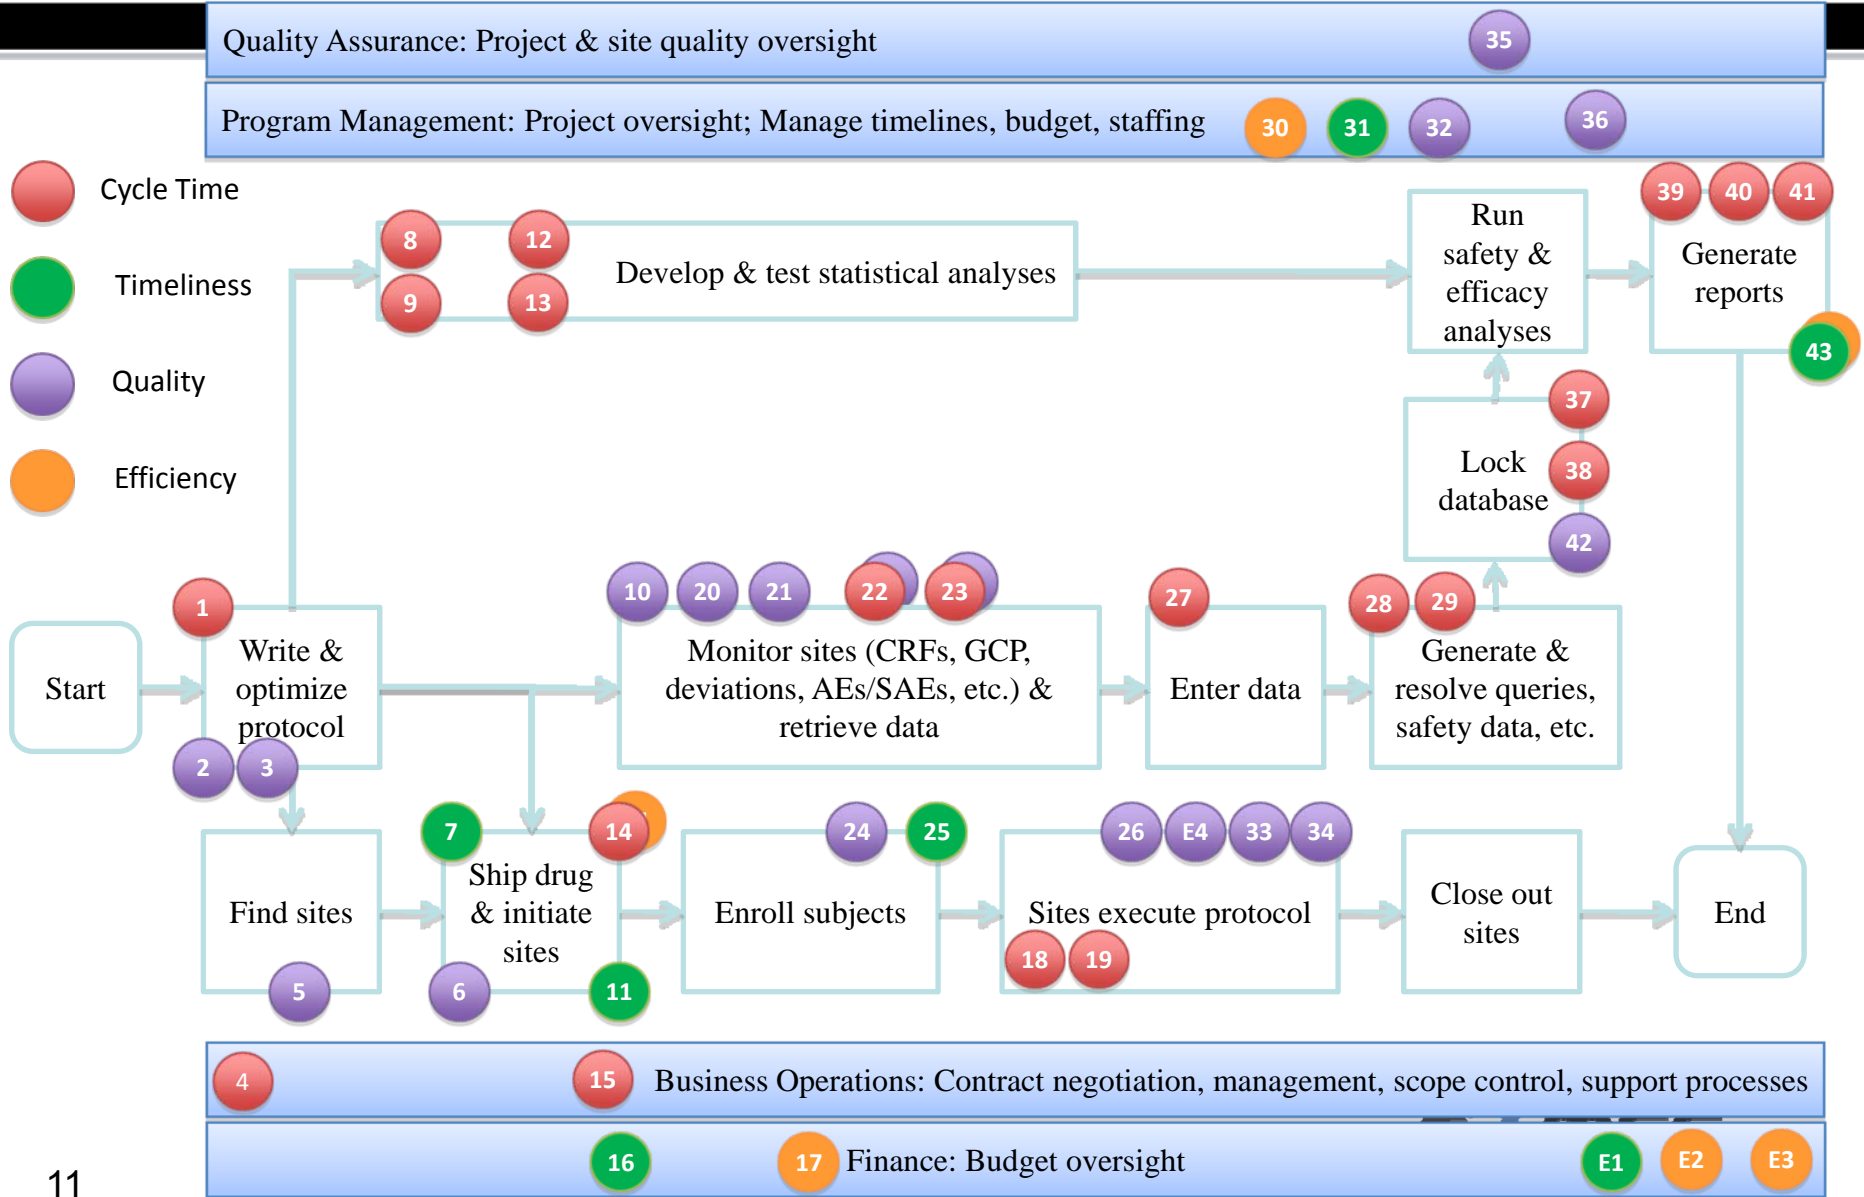 Quality Assurance: Project & site quality oversight
35
Program Management: Project oversight; Manage timelines, budget, staffing
30
31
32
36
Cycle Time
Timeliness
Quality
Efficiency
8
12
9
13
Develop & test statistical analyses
Run
safety &
efficacy
analyses
39
40
41
Generate
reports
43
37
38
42
Lock
database
Start
1
Write &
optimize
protocol
2
3
10
20
21
22
23
Monitor sites (CRFs, GCP,
deviations, AEs/SAEs, etc.) &
retrieve data
27
Enter data
28
29
Generate &
resolve queries,
safety data, etc.
Find sites
5
7
14
Ship drug
& initiate
sites
6
11
24
25
Enroll subjects
26
E4
33
34
Sites execute protocol
18
19
Close out
sites
End
4
15
Business Operations: Contract negotiation, management, scope control, support processes
16
17
Finance: Budget oversight
E1
E2
E3
11